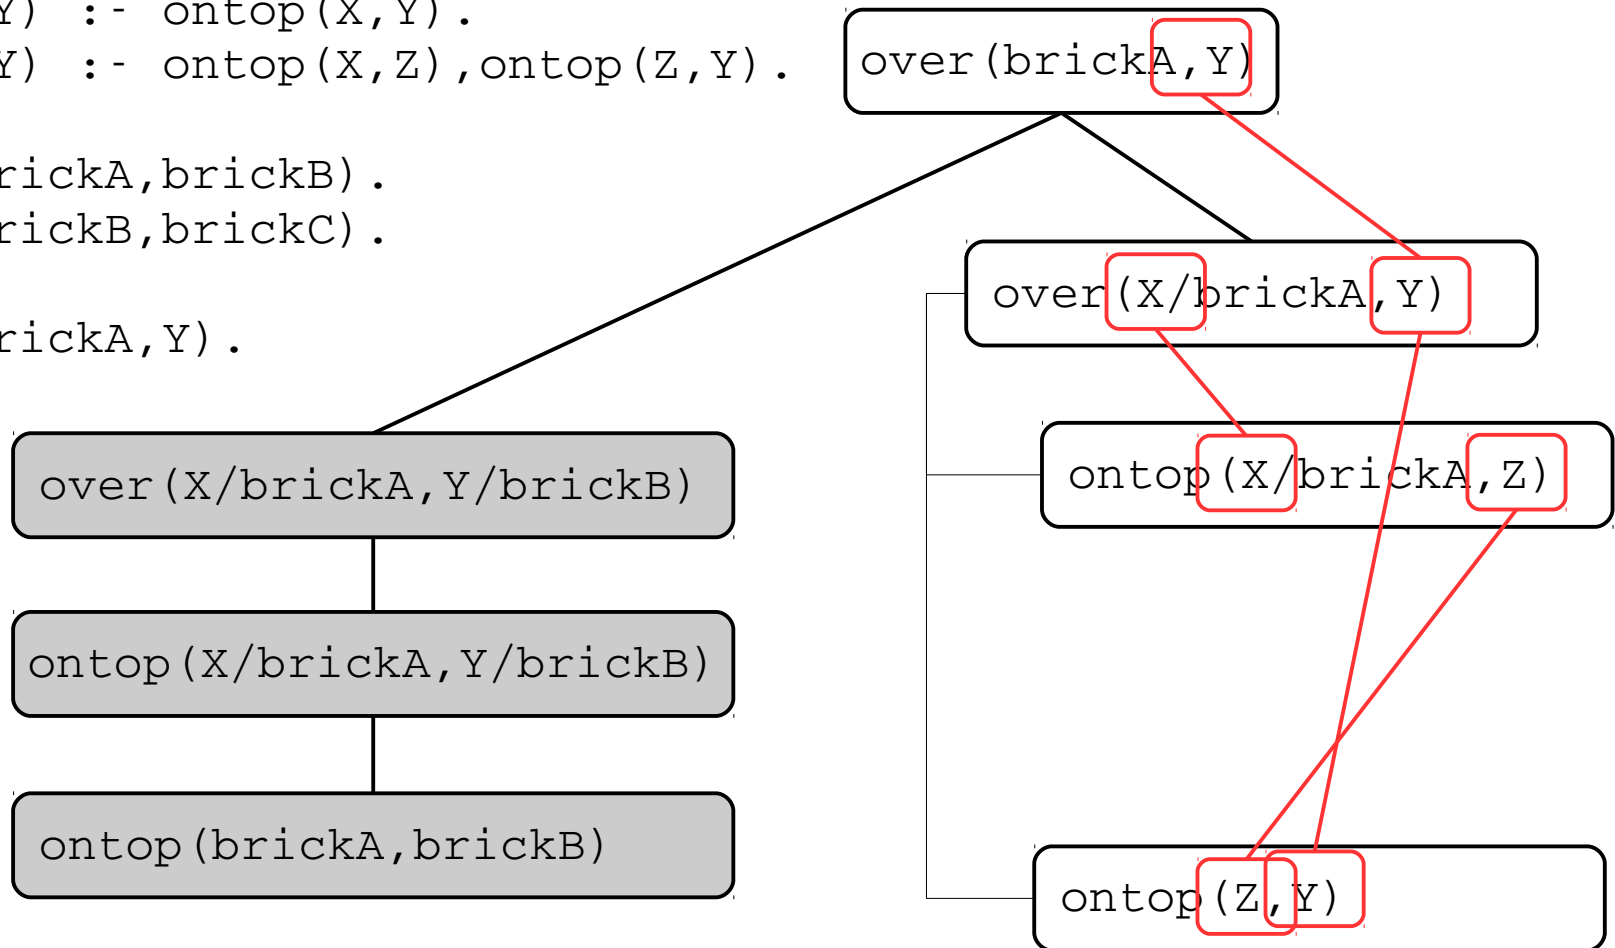 Y) :- ontop(X,Y).
Y) :- ontop(X,Z),ontop(Z,Y).
rickA,brickB).
rickB,brickC).
rickA,Y).
over(brickA,Y)
over(X/brickA,Y)
ontop(X/brickA,Z)
ontop(Z,Y)
over(X/brickA,Y/brickB)
ontop(X/brickA,Y/brickB)
ontop(brickA,brickB)